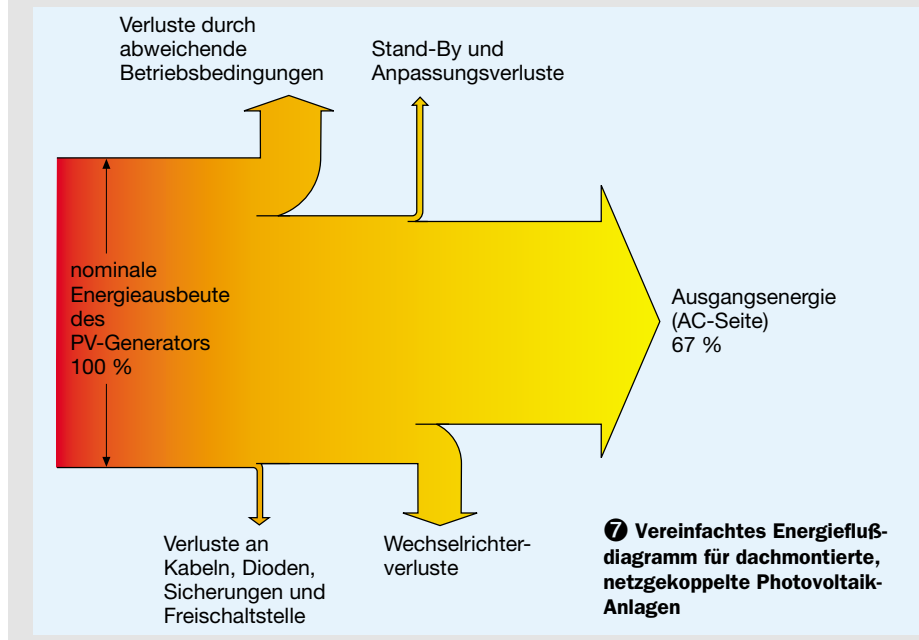 Verluste durch
abweichende
Betriebsbedingungen
Stand-By und
Anpassungsverluste
nominale
Energieausbeute
des
PV-Generators
100 %
Ausgangsenergie
(AC-Seite)
67 %
Verluste an
Kabeln, Dioden,
Sicherungen und
Freischaltstelle
Wechselrichter-
verluste
❼ Vereinfachtes Energiefluß-
diagramm für dachmontierte,
netzgekoppelte Photovoltaik-
Anlagen